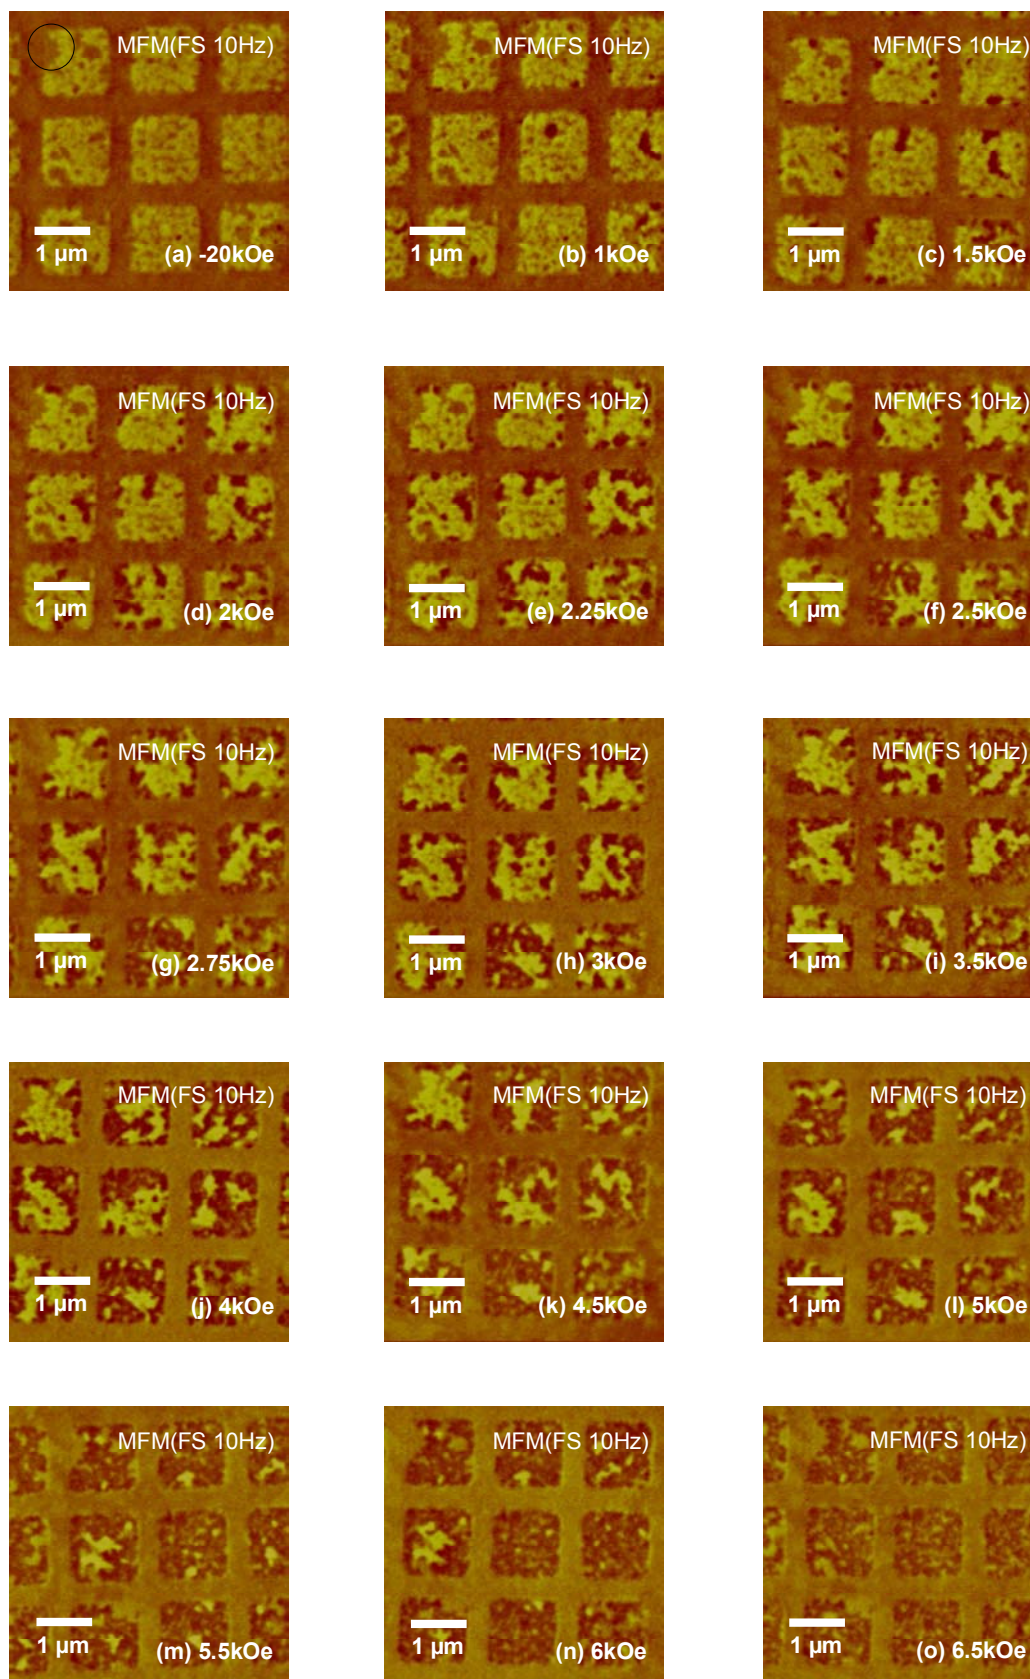 MFM(FS 10Hz)
1 µm
(a) -20kOe
MFM(FS 10Hz)
1 µm
(b) 1kOe
MFM(FS 10Hz)
1 µm
(c) 1.5kOe
MFM(FS 10Hz)
1 µm
(d) 2kOe
MFM(FS 10Hz)
1 µm
(e) 2.25kOe
MFM(FS 10Hz)
1 µm
(f) 2.5kOe
MFM(FS 10Hz)
1 µm
(g) 2.75kOe
MFM(FS 10Hz)
1 µm
(h) 3kOe
MFM(FS 10Hz)
1 µm
(i) 3.5kOe
MFM(FS 10Hz)
1 µm
(j) 4kOe
MFM(FS 10Hz)
1 µm
(k) 4.5kOe
MFM(FS 10Hz)
1 µm
(l) 5kOe
MFM(FS 10Hz)
1 µm
(m) 5.5kOe
MFM(FS 10Hz)
1 µm
(n) 6kOe
MFM(FS 10Hz)
1 µm
(o) 6.5kOe